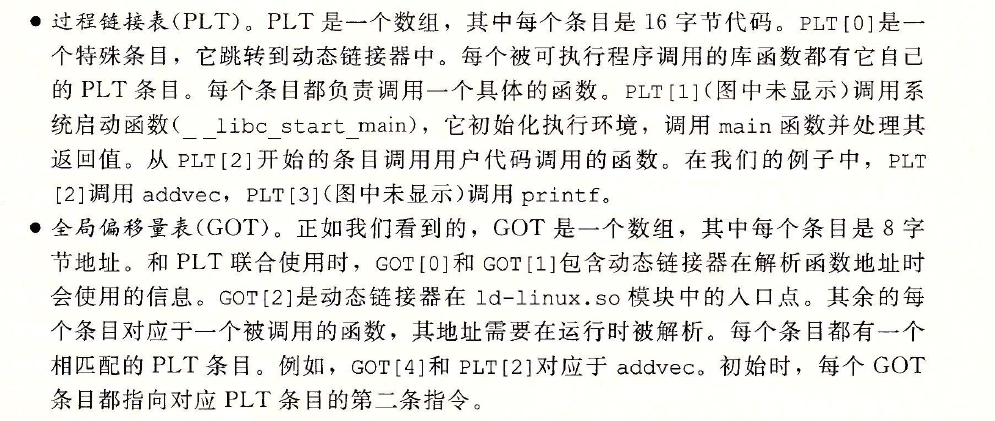 ● 过程链接表(PLT)。PLT 是一个数组，其中每个条目是 16 字节代码。PLT[0]是一
个特殊条目，它跳转到动态链接器中。每个被可执行程序调用的库函数都有它自己
的 PLT 条目。每个条目都负责调用一个具体的函数。PLT[1](图中未显示)调用系
统启动函数(_ _libc_start_main)，它初始化执行环境，调用 main 函数并处理其
返回值。从 PLT[2]开始的条目调用用户代码调用的函数。在我们的例子中，PLT
[2]调用 addvec，PLT[3](图中未显示)调用 printf。
● 全局偏移量表(GOT)。正如我们看到的，GOT 是一个数组，其中每个条目是 8 字
节地址。和 PLT 联合使用时，GOT[0]和 GOT[1]包含动态链接器在解析函数地址时
会使用的信息。GOT[2]是动态链接器在 ld-linux.so 模块中的入口点。其余的每
个条目对应于一个被调用的函数，其地址需要在运行时被解析。每个条目都有一个
相匹配的 PLT 条目。例如，GOT[4]和 PLT[2]对应于 addvec。初始时，每个 GOT
条目都指向对应 PLT 条目的第二条指令。